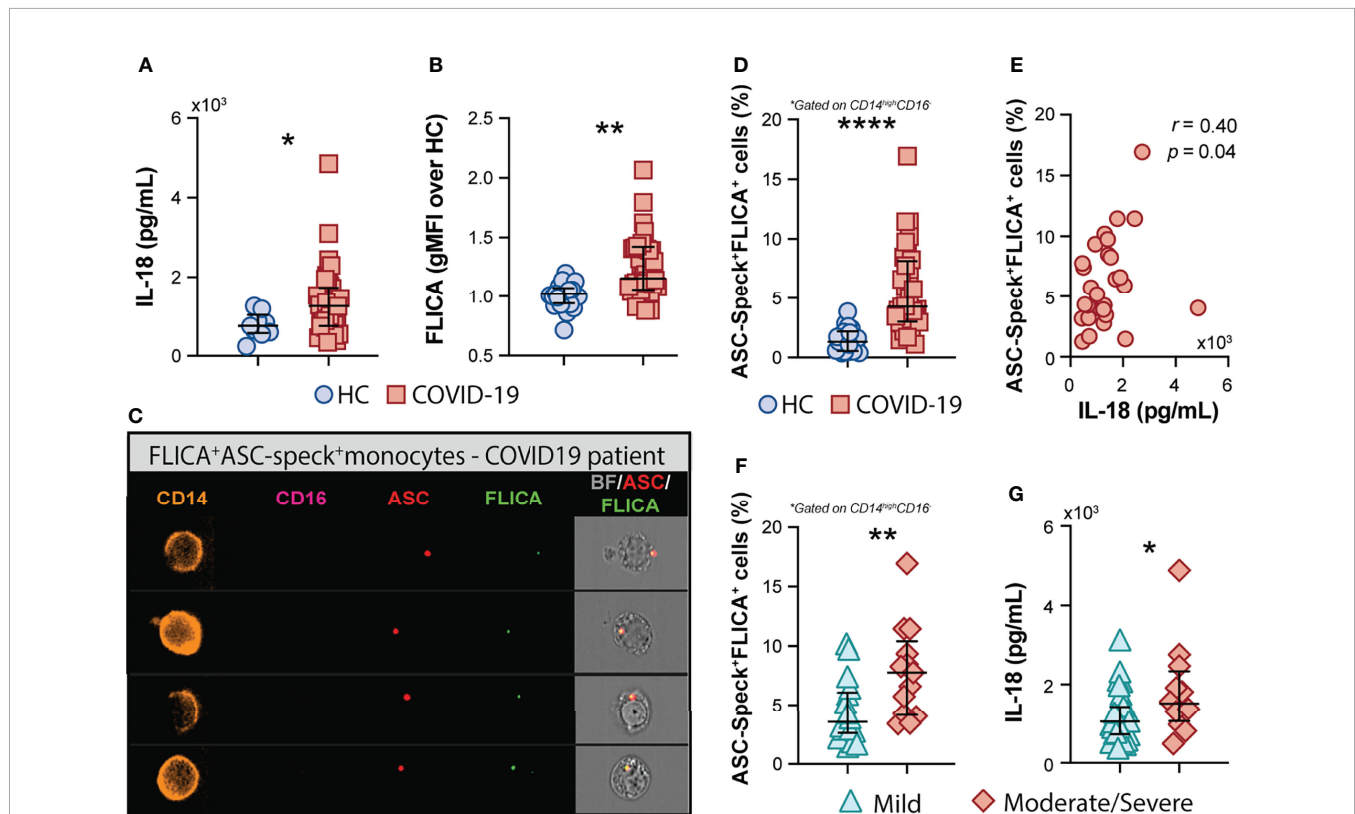 A
x10³
6
4
2
0
IL-18 (pg/mL)
*
B
2.5
2.0
1.5
1.0
0.5
FLICA (gMFI over HC)
**
HC COVID-19
C
FLICA⁺ASC-speck⁺monocytes - COVID19 patient
CD14 CD16 ASC FLICA BF/ASC/
FLICA
D
*Gated on CD14ʰⁱᵍʰCD16⁻
****
20
15
10
5
0
ASC-Speck⁺FLICA⁺ cells (%)
HC COVID-19
E
20
15
10
5
0
ASC-Speck⁺FLICA⁺ cells (%)
r = 0.40
p = 0.04
x10³
0 2 4 6
IL-18 (pg/mL)
F
*Gated on CD14ʰⁱᵍʰCD16⁻
**
20
15
10
5
0
ASC-Speck⁺FLICA⁺ cells (%)
G
x10³
6
4
2
0
IL-18 (pg/mL)
*
Mild Moderate/Severe